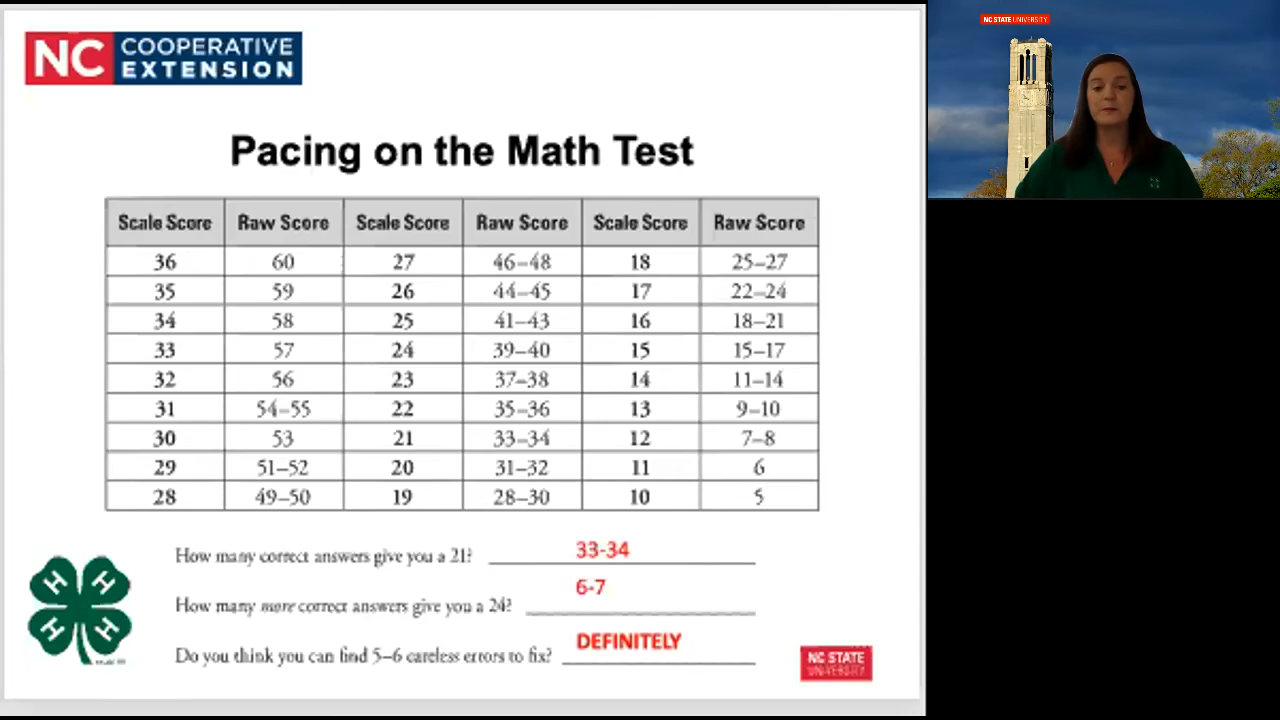 NC COOPERATIVE
EXTENSION
NC STATE UNIVERSITY
Pacing on the Math Test
Scale Score Raw Score Scale Score Raw Score Scale Score Raw Score
36 60 27 46–48 18 25–27
35 59 26 44–45 17 22–24
34 58 25 41–43 16 18–21
33 57 24 39–40 15 15–17
32 56 23 37–38 14 11–14
31 54–55 22 35–36 13 9–10
30 53 21 33–34 12 7–8
29 51–52 20 31–32 11 6
28 49–50 19 28–30 10 5
How many correct answers give you a 21? 33-34
How many more correct answers give you a 24? 6-7
Do you think you can find 5–6 careless errors to fix? DEFINITELY
H H
H H
NC STATE
UNIVERSITY